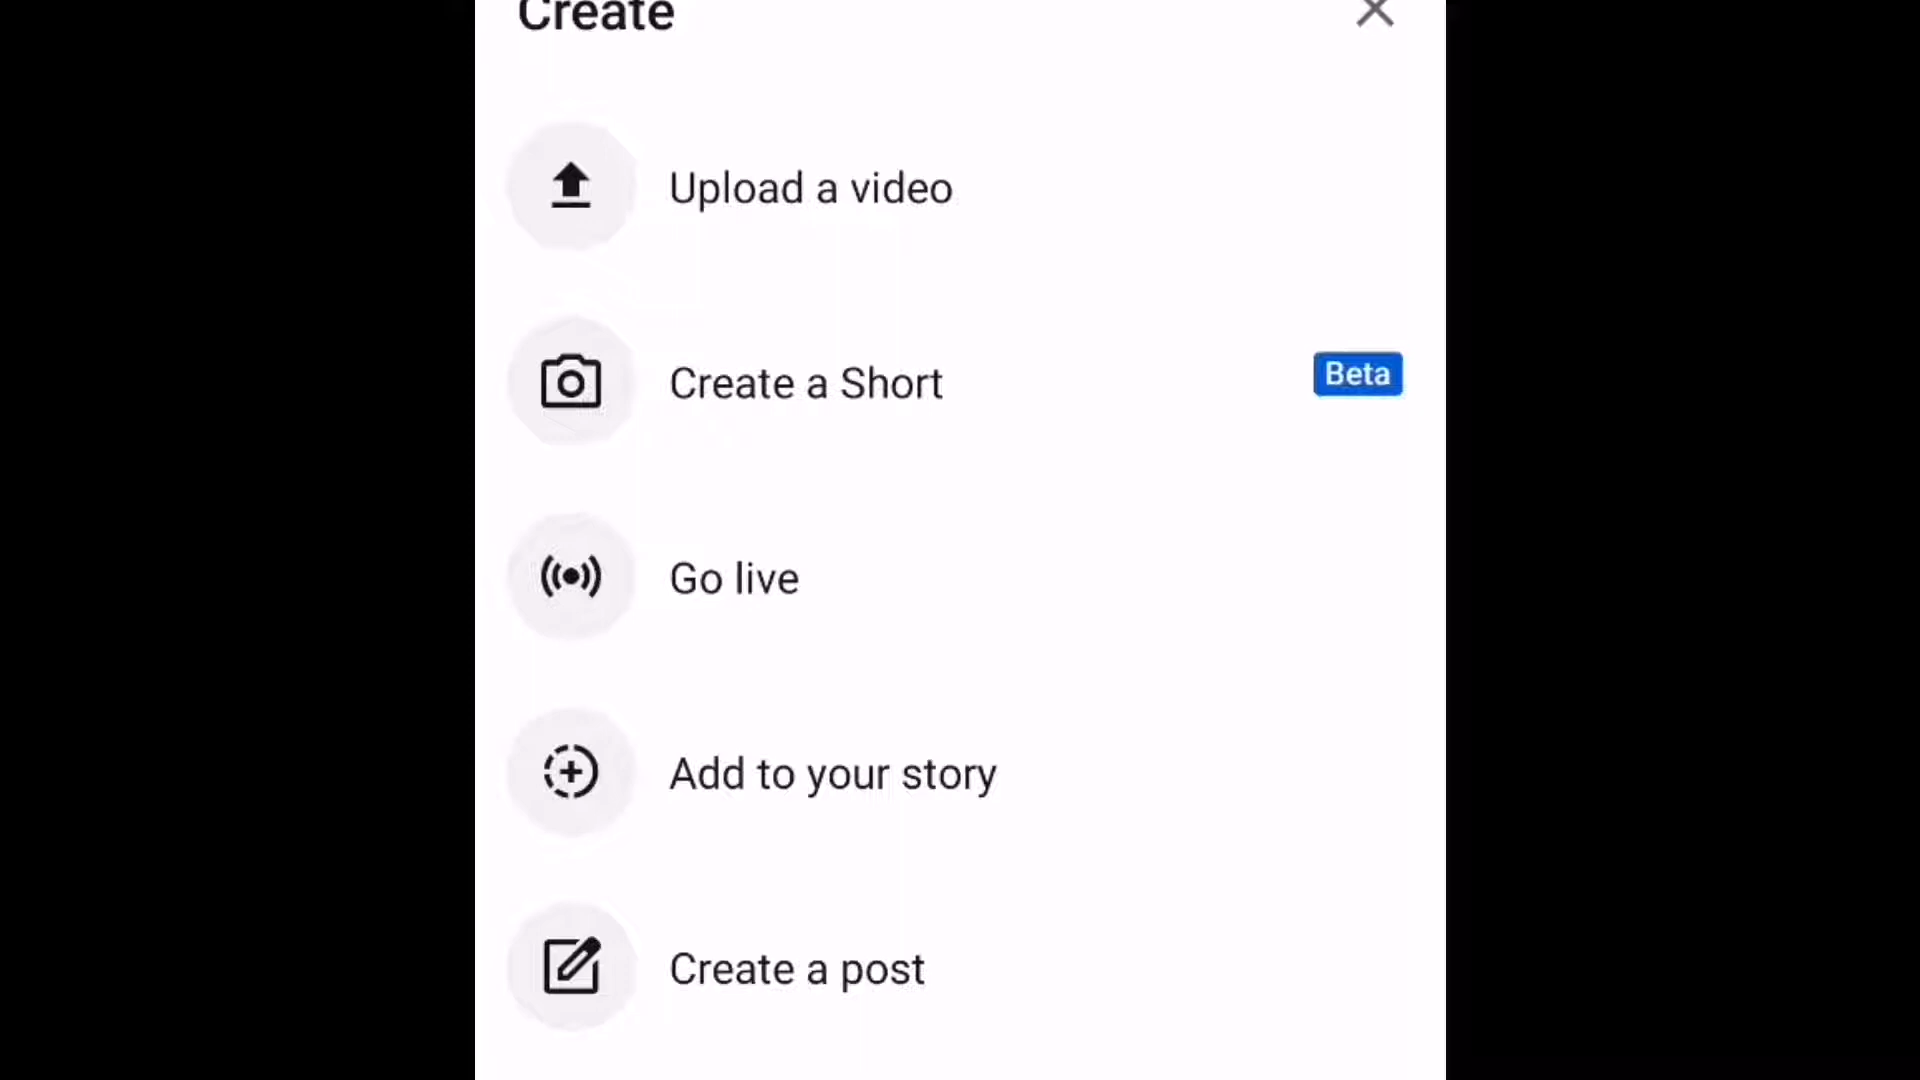 Create
Upload a video
Create a Short
Beta
Go live
Add to your story
Create a post